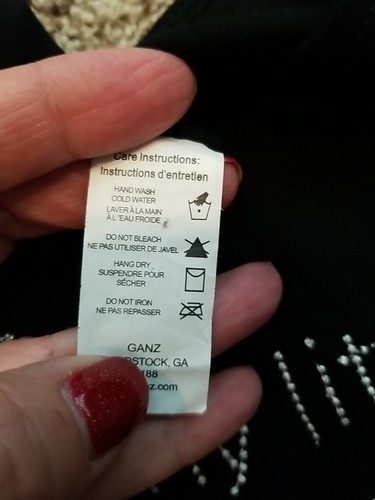 Care Instructions:
Instructions d'entretien
HAND WASH
COLD WATER
LAVER À LA MAIN
À L'EAU FROIDE
DO NOT BLEACH
NE PAS UTILISER DE JAVEL
HANG DRY
SUSPENDRE POUR
SÉCHER
DO NOT IRON
NE PAS REPASSER
GANZ
GA